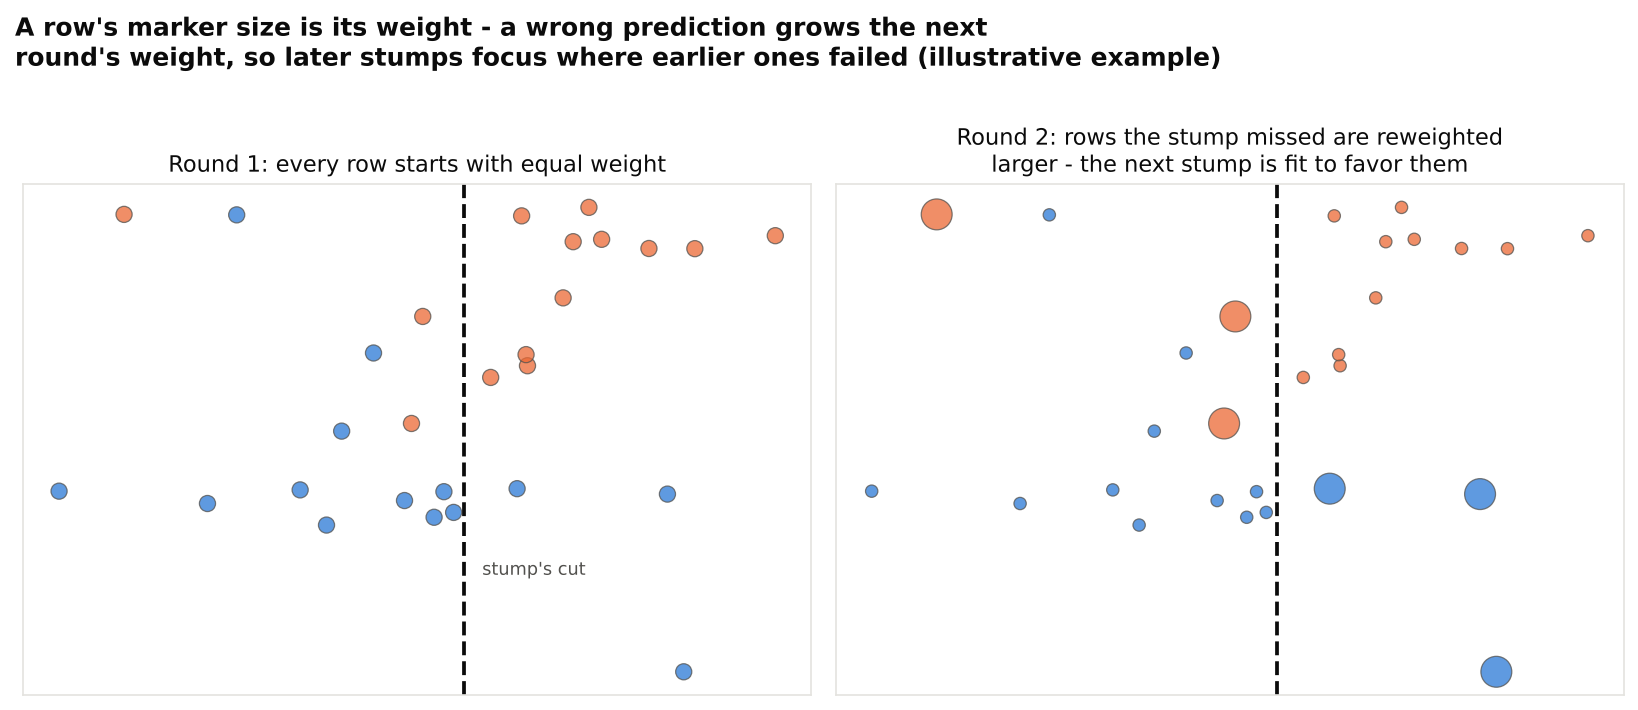 A row's marker size is its weight - a wrong prediction grows the next
round's weight, so later stumps focus where earlier ones failed (illustrative example)
Round 1: every row starts with equal weight
Round 2: rows the stump missed are reweighted
larger - the next stump is fit to favor them
stump's cut